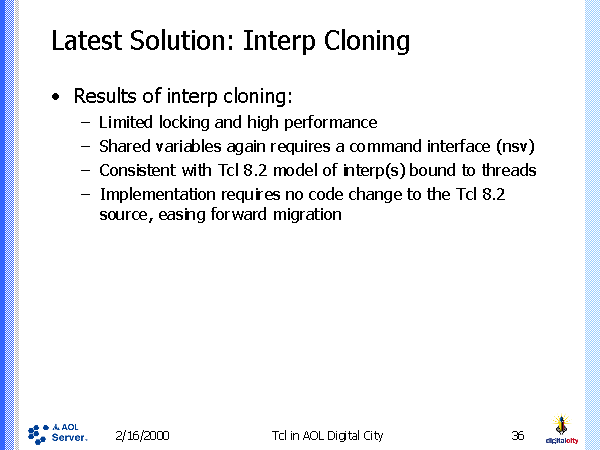 Latest Solution: Interp Cloning
• Results of interp cloning:
– Limited locking and high performance
– Shared variables again requires a command interface (nsv)
– Consistent with Tcl 8.2 model of interp(s) bound to threads
– Implementation requires no code change to the Tcl 8.2
source, easing forward migration
AOL
Server.
2/16/2000
Tcl in AOL Digital City
36
digitalcity